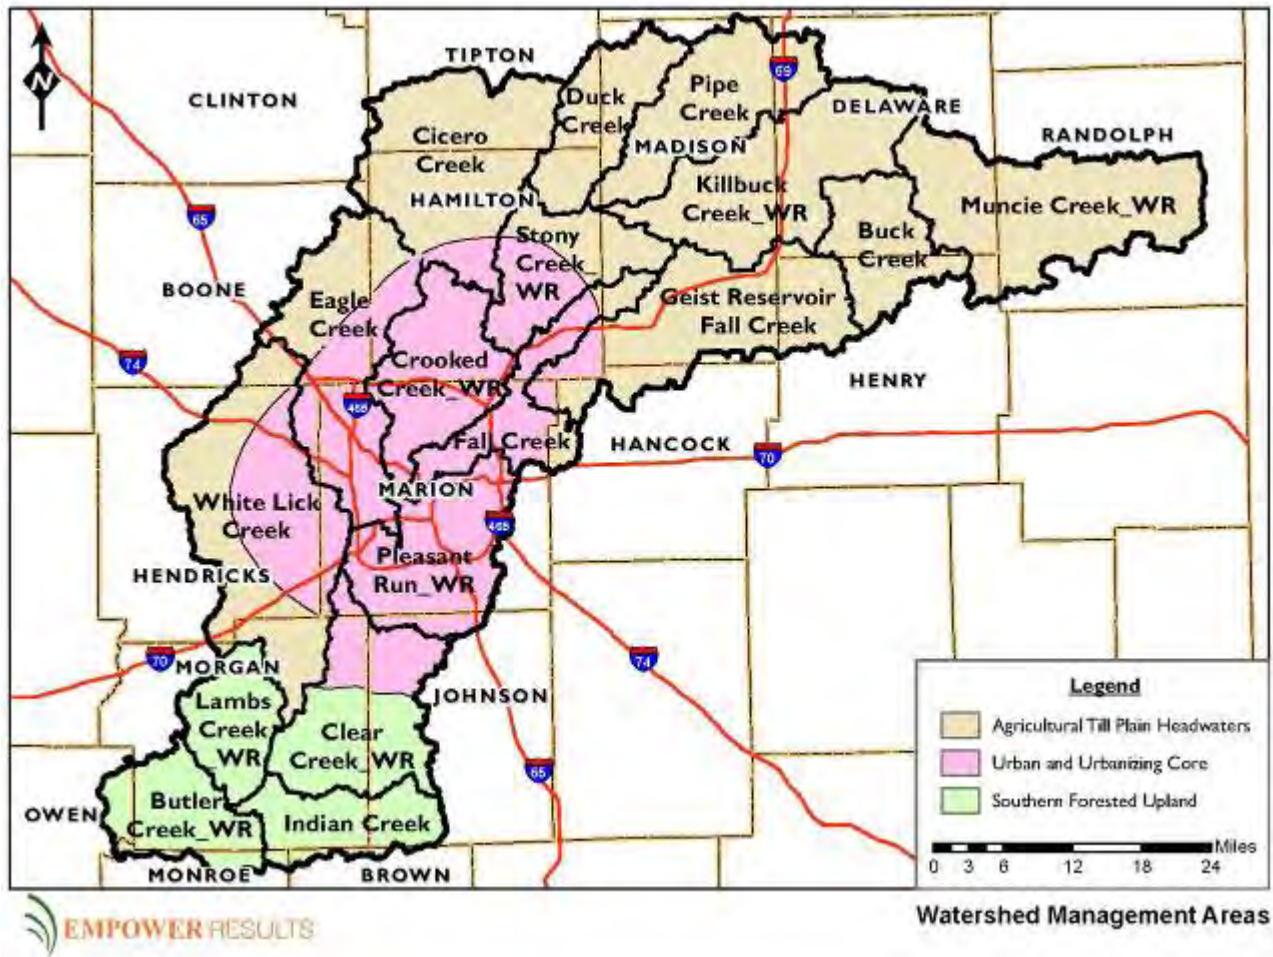 N
TIPTON
CLINTON
69
Pipe
Creek
Duck
Creek
DELAWARE
RANDOLPH
Cicero
Creek
MADISON
HAMILTON
Killbuck
Creek_WR
Muncie Creek_WR
65
Stony
Creek
WR
Buck
Creek
BOONE
Eagle
Creek
Geist Reservoir
Fall Creek
74
Crooked
Creek_WR
HENRY
465
Fall Creek
HANCOCK
70
MARION
White Lick
Creek
465
Pleasant
Run_WR
HENDRICKS
70
MORGAN
74
JOHNSON
Lambs
Creek
_WR
Clear
Creek_WR
65
OWEN
Butler
Creek_WR
Indian Creek
MONROE
BROWN
Legend
Agricultural Till Plain Headwaters
Urban and Urbanizing Core
Southern Forested Upland
Miles
0 3 6 12 18 24
EMPOWER RESULTS
Watershed Management Areas